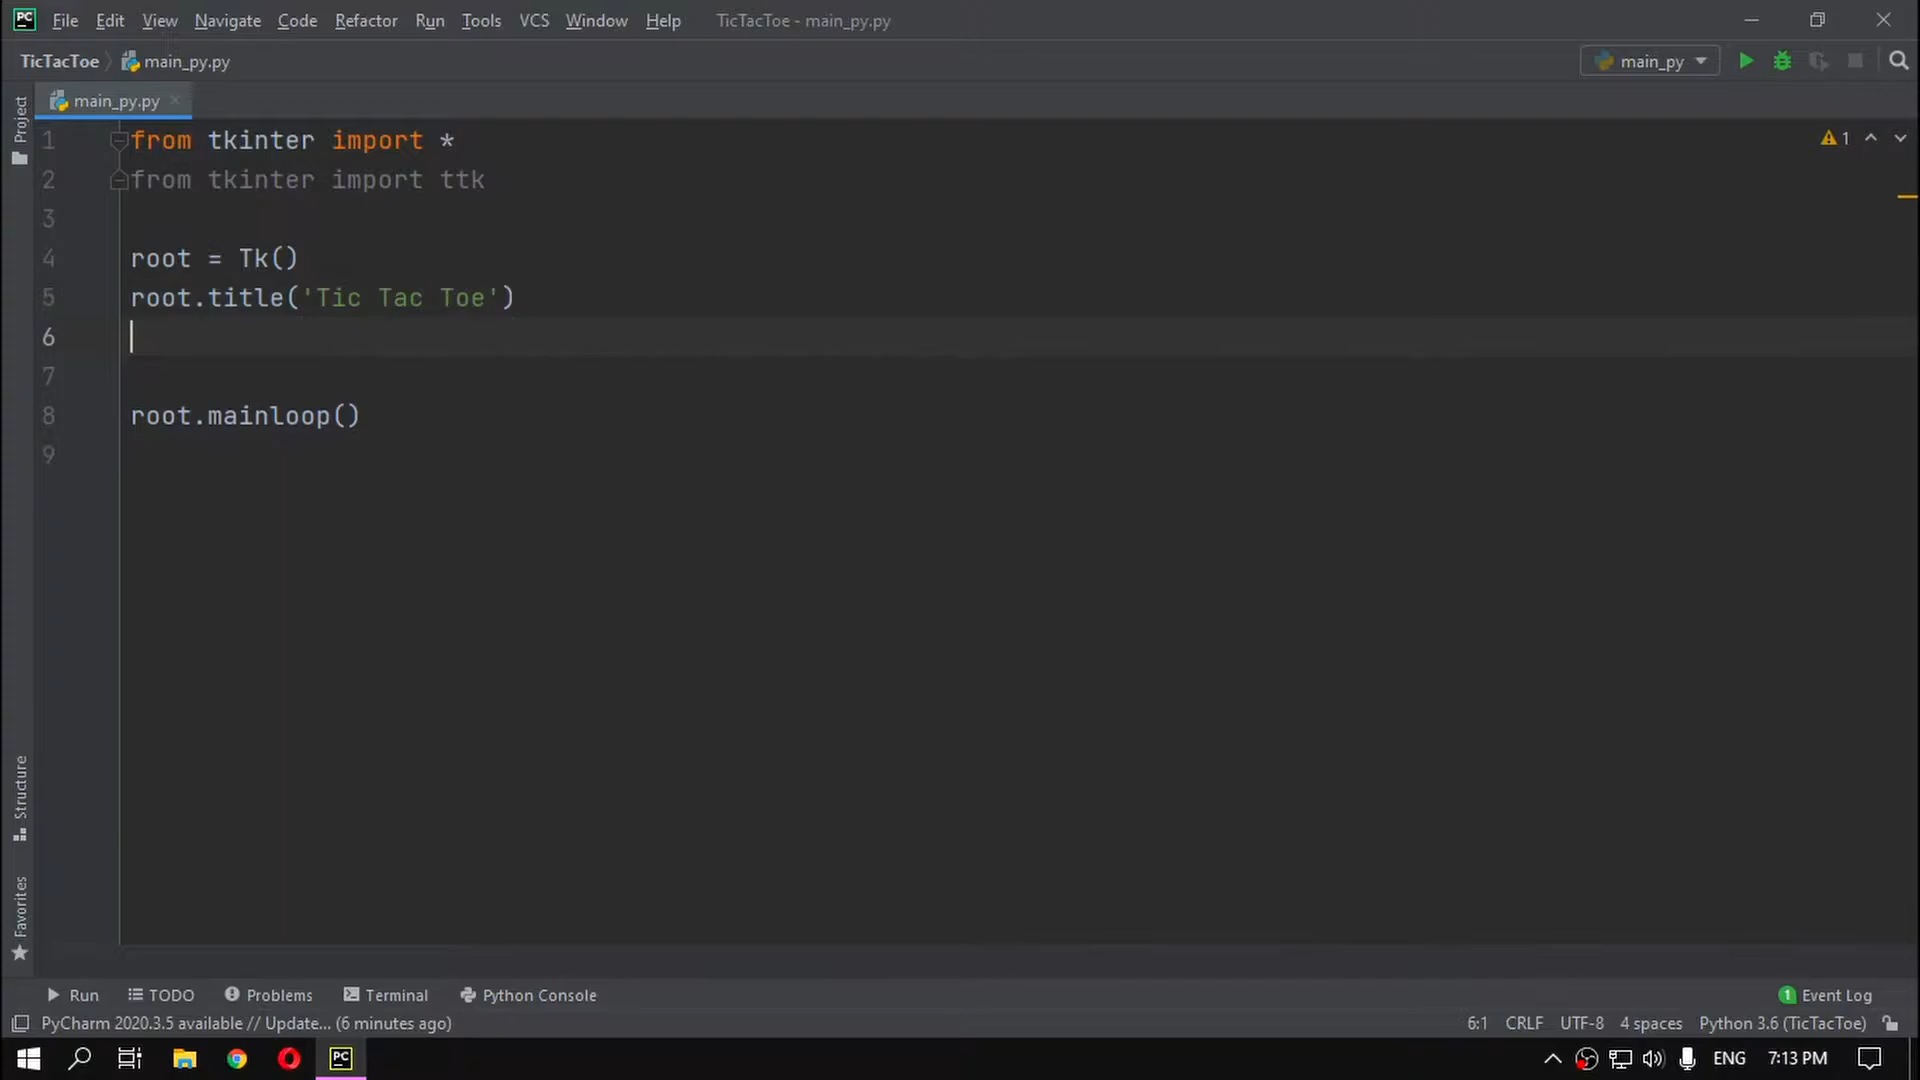 PC File Edit View Navigate Code Refactor Run Tools VCS Window Help TicTacToe - main_py.py
TicTacToe main_py.py main_py
Project
main_py.py
1 from tkinter import * 1
2 from tkinter import ttk
3
4 root = Tk()
5 root.title('Tic Tac Toe')
6
7
8 root.mainloop()
9
Structure
Favorites
Run TODO Problems Terminal Python Console 1 Event Log
PyCharm 2020.3.5 available // Update... (6 minutes ago) 6:1 CRLF UTF-8 4 spaces Python 3.6 (TicTacToe)
PC ENG 7:13 PM